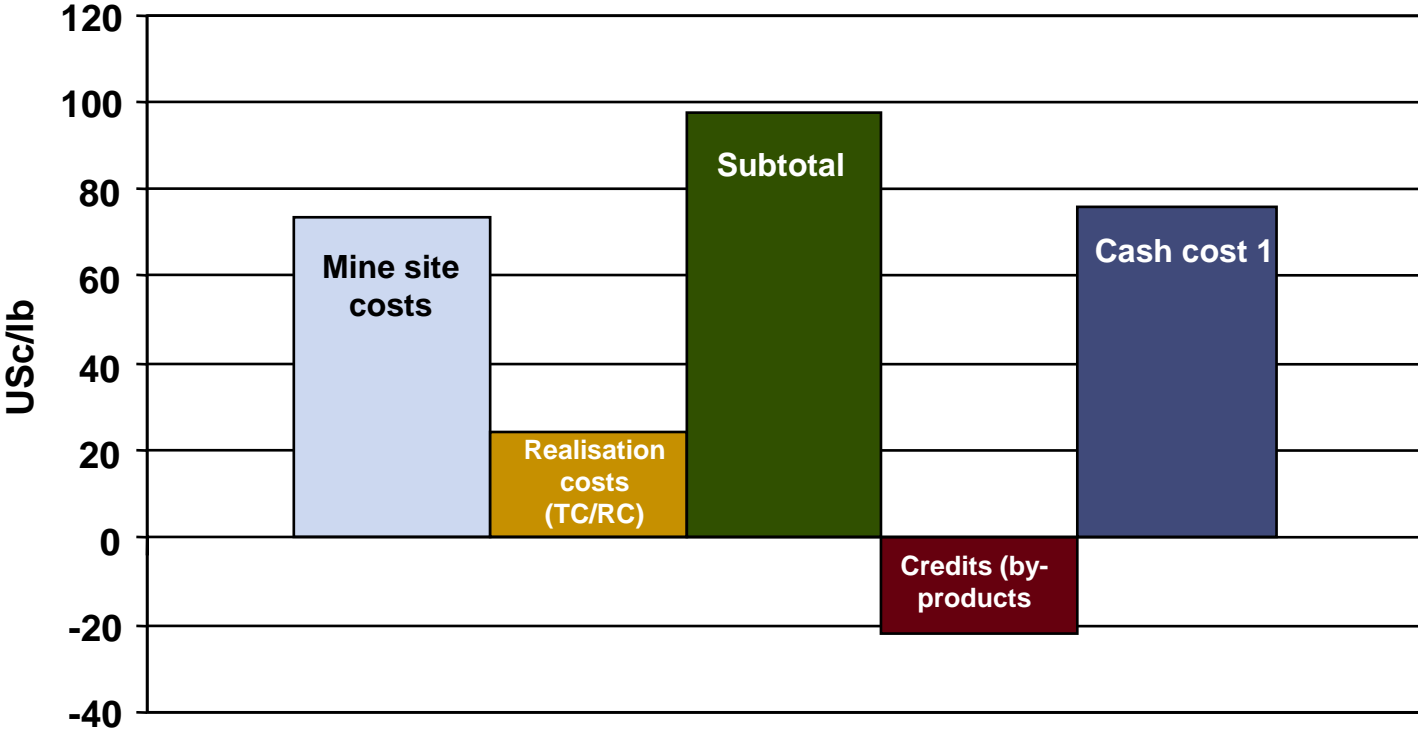 120
100
80
60
40
20
0
-20
-40
USc/lb
Mine site
costs
Realisation
costs
(TC/RC)
Subtotal
Credits (by-
products
Cash cost 1